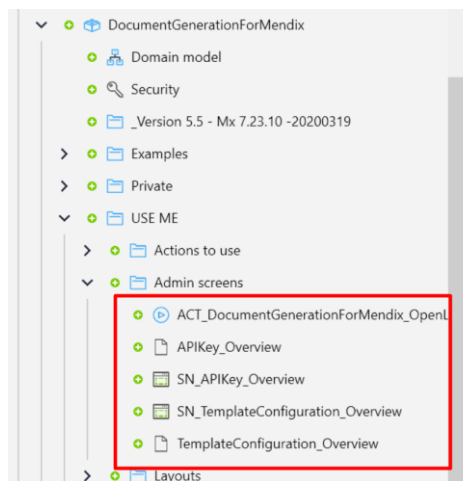 DocumentGenerationForMendix
Domain model
Security
_Version 5.5 - Mx 7.23.10 -20200319
Examples
Private
USE ME
Actions to use
Admin screens
ACT_DocumentGenerationForMendix_OpenL
APIKey_Overview
SN_APIKey_Overview
SN_TemplateConfiguration_Overview
TemplateConfiguration_Overview
Layouts